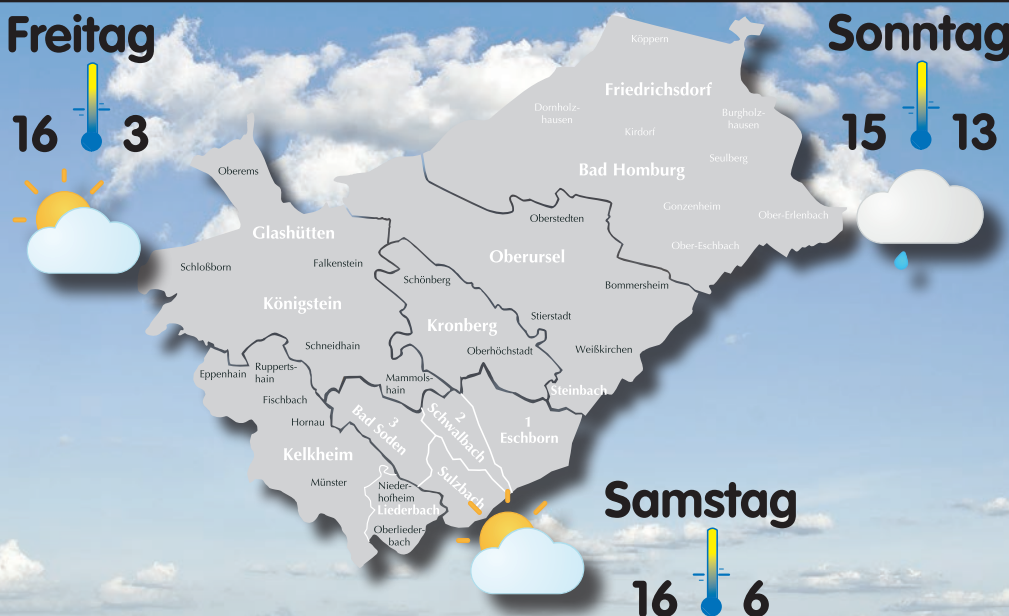 Freitag
16 3
Sonntag
15 13
Köppern
Friedrichsdorf
Dornholz-
hausen
Burgholz-
hausen
Kirdorf
Seulberg
Bad Homburg
Oberems
Gonzenheim
Ober-Erlenbach
Oberstedten
Glashütten
Ober-Eschbach
Oberursel
Schloßborn
Falkenstein
Schönberg
Bommersheim
Königstein
Stierstadt
Kronberg
Schneidhain
Oberhöchstadt
Weißkirchen
Eppenhain
Rupperts-
hain
Mammols-
hain
Steinbach
Fischbach
Hornau
3
Bad Soden
2
Schwalbach
1
Eschborn
Kelkheim
Münster
Sulzbach
Nieder-
hofheim
Liederbach
Oberlieder-
bach
Samstag
16 6